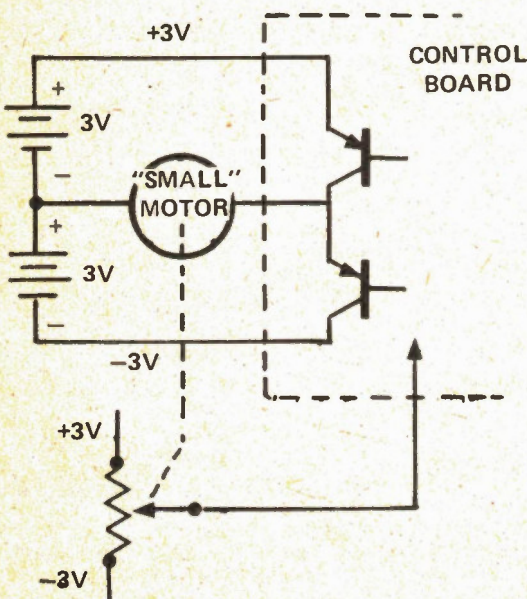 +3V
CONTROL
BOARD
+
3V
–
"SMALL"
MOTOR
+
3V
–
–3V
+3V
–3V